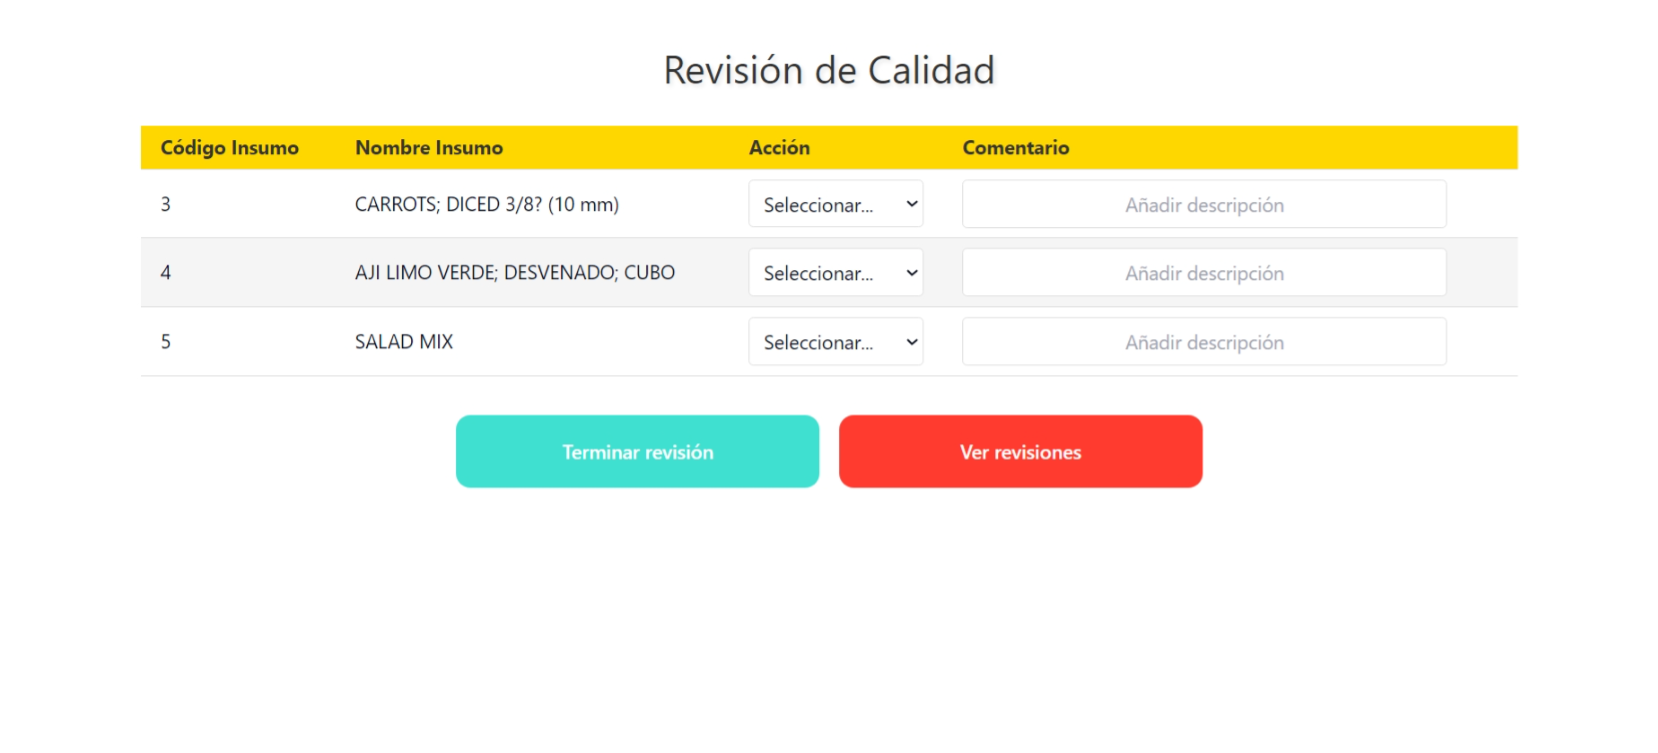 Revisión de Calidad
Código Insumo Nombre Insumo Acción Comentario
3 CARROTS; DICED 3/8? (10 mm) Seleccionar... Añadir descripción
4 AJI LIMO VERDE; DESVENADO; CUBO Seleccionar... Añadir descripción
5 SALAD MIX Seleccionar... Añadir descripción
Terminar revisión Ver revisiones